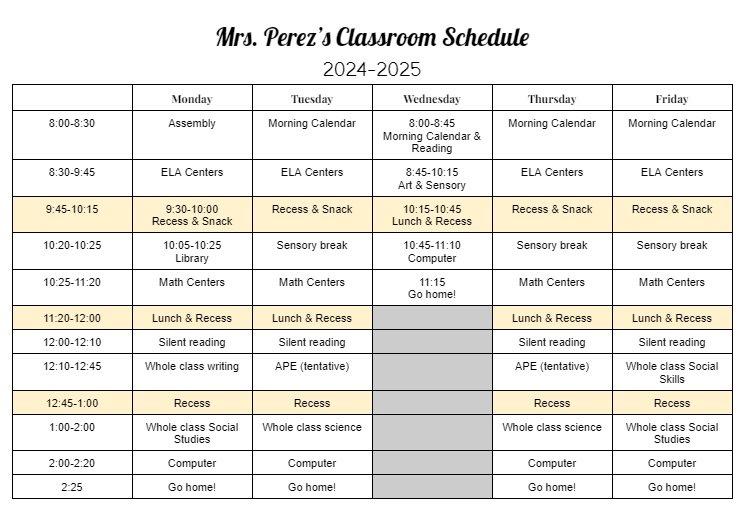 Mrs. Perez's Classroom Schedule
2024-2025
Monday Tuesday Wednesday Thursday Friday
8:00-8:30 Assembly Morning Calendar 8:00-8:45 Morning Calendar Morning Calendar
Morning Calendar &
Reading
8:30-9:45 ELA Centers ELA Centers 8:45-10:15 ELA Centers ELA Centers
Art & Sensory
9:45-10:15 9:30-10:00 Recess & Snack 10:15-10:45 Recess & Snack Recess & Snack
Recess & Snack Lunch & Recess
10:20-10:25 10:05-10:25 Sensory break 10:45-11:10 Sensory break Sensory break
Library Computer
10:25-11:20 Math Centers Math Centers 11:15 Math Centers Math Centers
Go home!
11:20-12:00 Lunch & Recess Lunch & Recess Lunch & Recess Lunch & Recess
12:00-12:10 Silent reading Silent reading Silent reading Silent reading
12:10-12:45 Whole class writing APE (tentative) APE (tentative) Whole class Social
Skills
12:45-1:00 Recess Recess Recess Recess
1:00-2:00 Whole class Social Whole class science Whole class science Whole class Social
Studies Studies
2:00-2:20 Computer Computer Computer Computer
2:25 Go home! Go home! Go home! Go home!